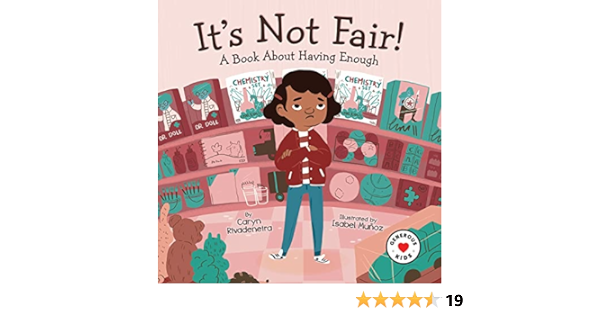 It's Not Fair!
A Book About Having Enough
CHEMISTRY
CHEMISTRY
SET
DR. DOLL
DR. DOLL
By
Caryn
Rivadeneira
Illustrated by
Isabel Muñoz
GENEROUS
KIDS
19